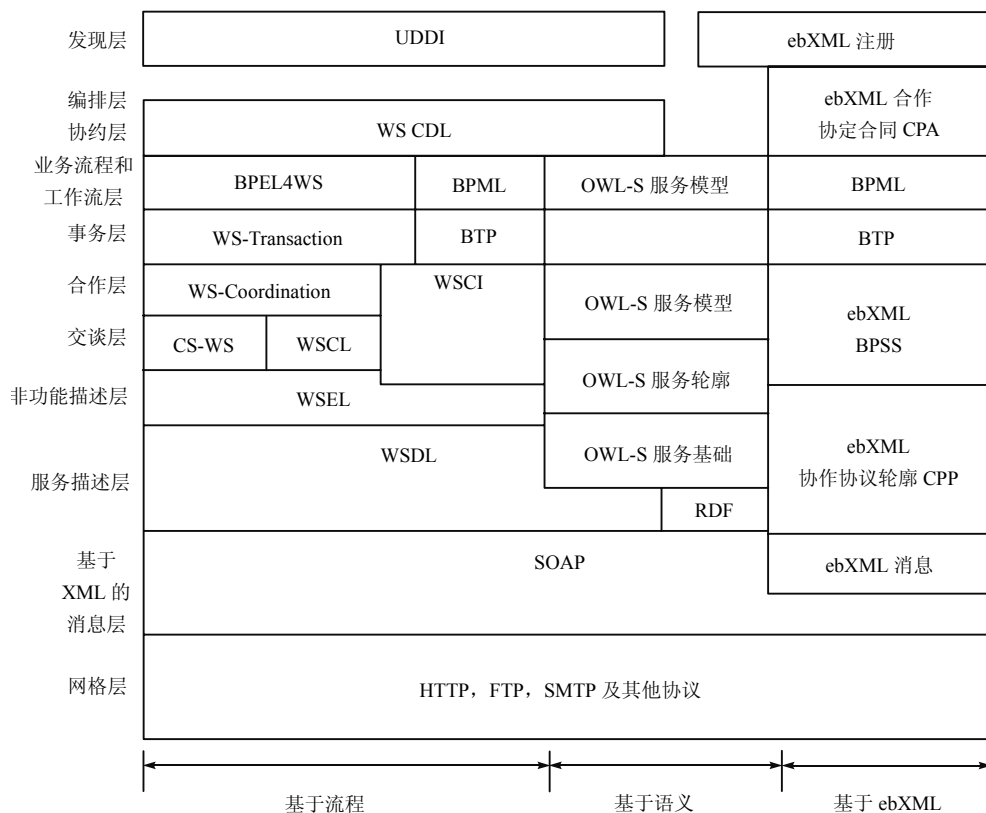 发现层
UDDI
ebXML 注册
编排层
协约层
WS CDL
ebXML 合作
协定合同 CPA
业务流程和
工作流层
BPEL4WS
BPML
OWL-S 服务模型
BPML
事务层
WS-Transaction
BTP
BTP
合作层
WS-Coordination
WSCI
OWL-S 服务模型
ebXML
BPSS
交谈层
CS-WS
WSCL
非功能描述层
WSEL
OWL-S 服务轮廓
服务描述层
WSDL
OWL-S 服务基础
RDF
ebXML
协作协议轮廓 CPP
基于
XML 的
消息层
SOAP
ebXML 消息
网格层
HTTP，FTP，SMTP 及其他协议
基于流程
基于语义
基于 ebXML